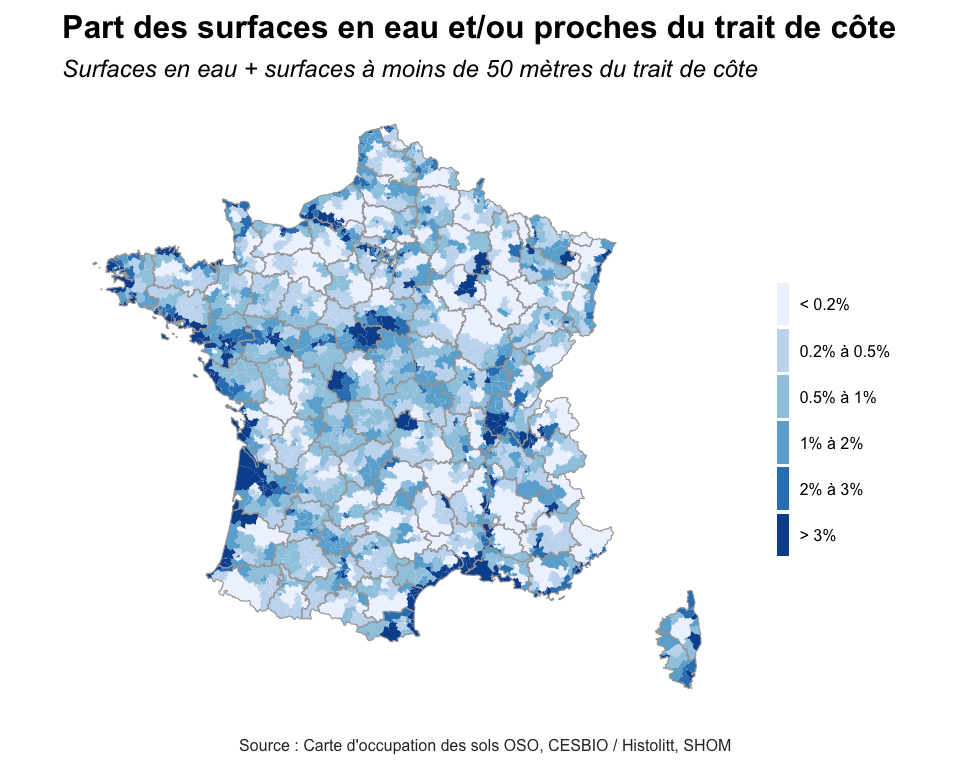 Part des surfaces en eau et/ou proches du trait de côte
Surfaces en eau + surfaces à moins de 50 mètres du trait de côte
< 0.2%
0.2% à 0.5%
0.5% à 1%
1% à 2%
2% à 3%
> 3%
Source : Carte d'occupation des sols OSO, CESBIO / Histolitt, SHOM